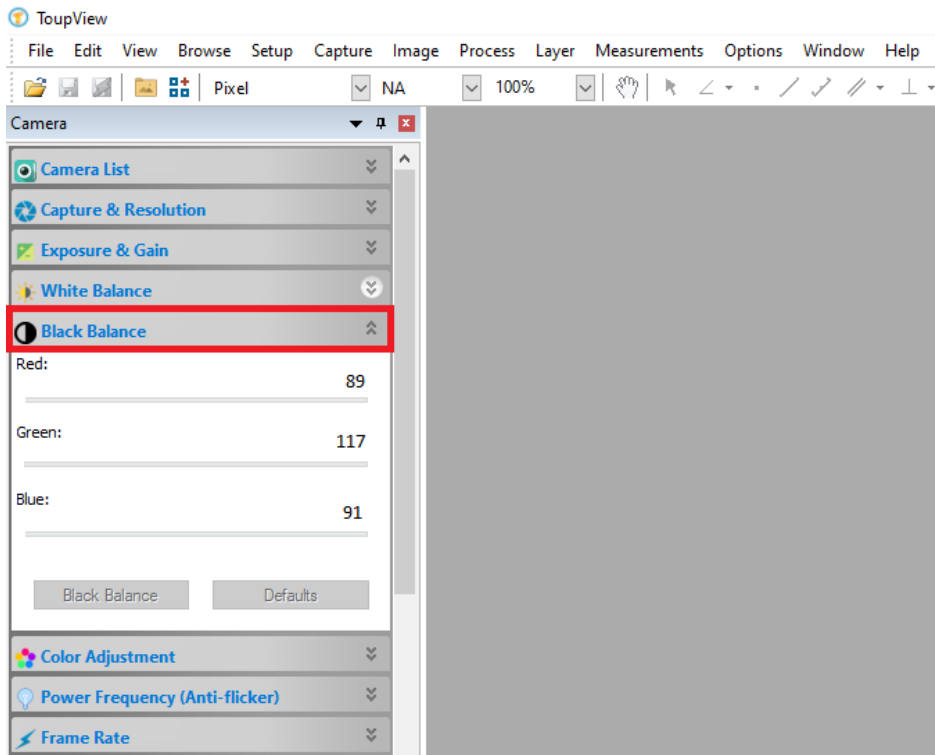 ToupView
File Edit View Browse Setup Capture Image Process Layer Measurements Options Window Help
Pixel NA 100%
Camera
Camera List
Capture & Resolution
Exposure & Gain
White Balance
Black Balance
Red:
89
Green:
117
Blue:
91
Black Balance Defaults
Color Adjustment
Power Frequency (Anti-flicker)
Frame Rate